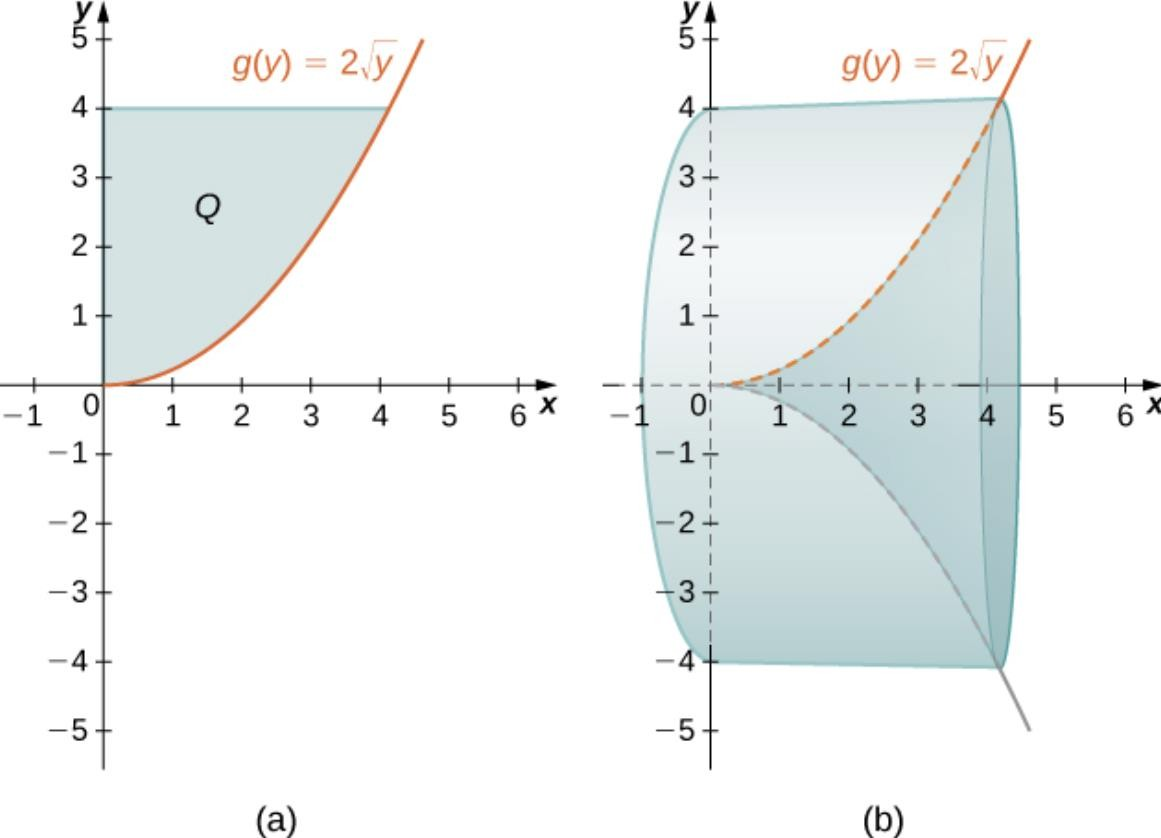 y y
5 g(y) = 2√y 5 g(y) = 2√y
4 4
3 3
Q
2 2
1 1
−1 0 1 2 3 4 5 6 x −1 0 1 2 3 4 5 6 x
−1 −1
−2 −2
−3 −3
−4 −4
−5 −5
(a) (b)